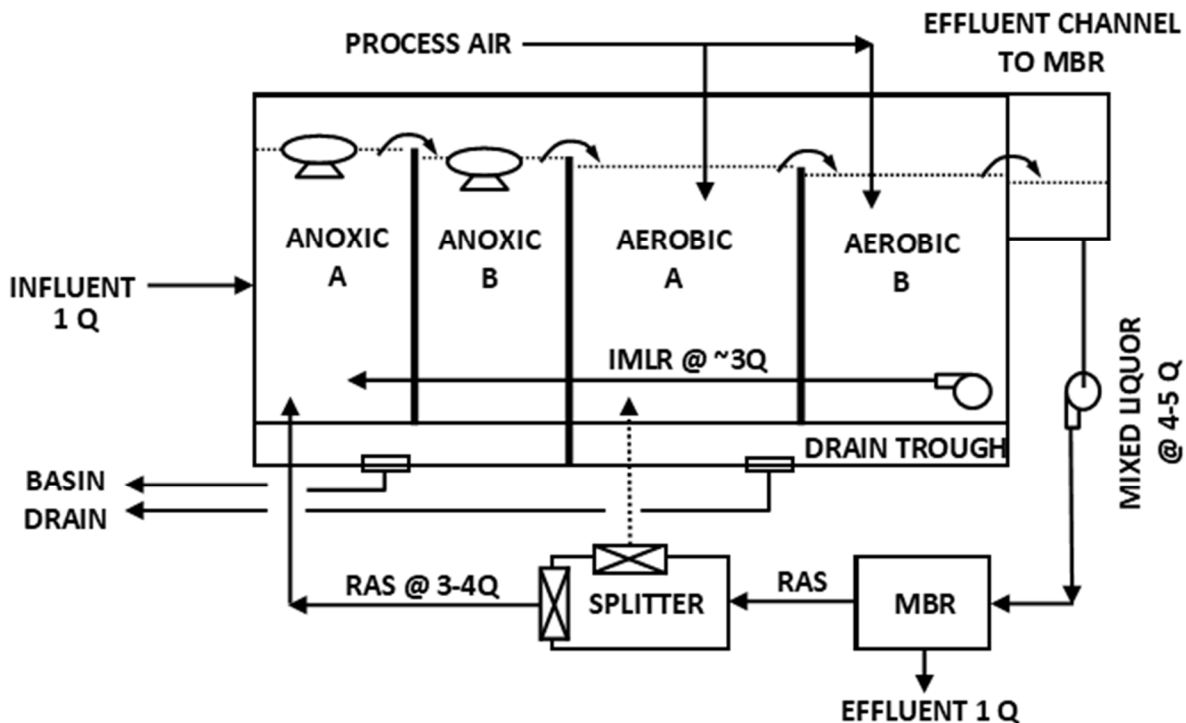 PROCESS AIR
EFFLUENT CHANNEL
TO MBR
ANOXIC
A
ANOXIC
B
AEROBIC
A
AEROBIC
B
INFLUENT
1 Q
IMLR @ ~3Q
DRAIN TROUGH
MIXED LIQUOR
@ 4-5 Q
BASIN
DRAIN
RAS @ 3-4Q
SPLITTER
RAS
MBR
EFFLUENT 1 Q